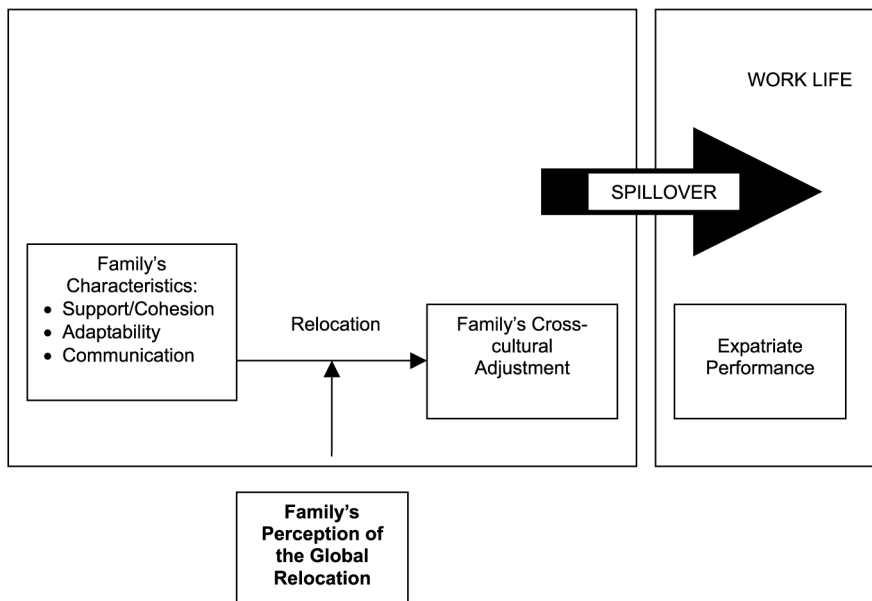 WORK LIFE
SPILLOVER
Family’s
Characteristics:
• Support/Cohesion
• Adaptability
• Communication
Relocation
Family’s Cross-
cultural
Adjustment
Expatriate
Performance
Family’s
Perception of
the Global
Relocation